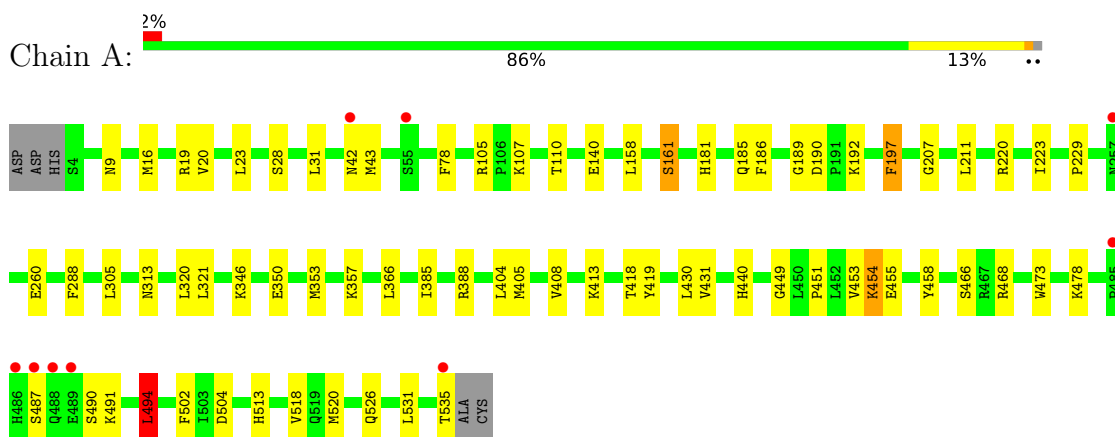 2%
Chain A:
86% 13% ••
ASP ASP HIS S4 N9 M16 R19 V20 L23 S28 L31 N42 M43 S55 F78 R105 P106 K107 T110 E140 L158 S161 H181 Q185 F186 G189 D190 P191 K192 F197 G207 L211 R220 I223 P229 N257
E260 F288 L305 N313 L320 L321 K346 E350 M353 K357 L366 I385 R388 L404 M405 V408 K413 T418 Y419 L430 V431 H440 G449 L450 P451 L452 V453 K454 E455 Y458 S466 R467 R468 W473 K478
H486 S487 Q488 E489 S490 K491 L494 F502 I503 D504 H513 V518 Q519 M520 Q526 L531 T535 ALA CYS